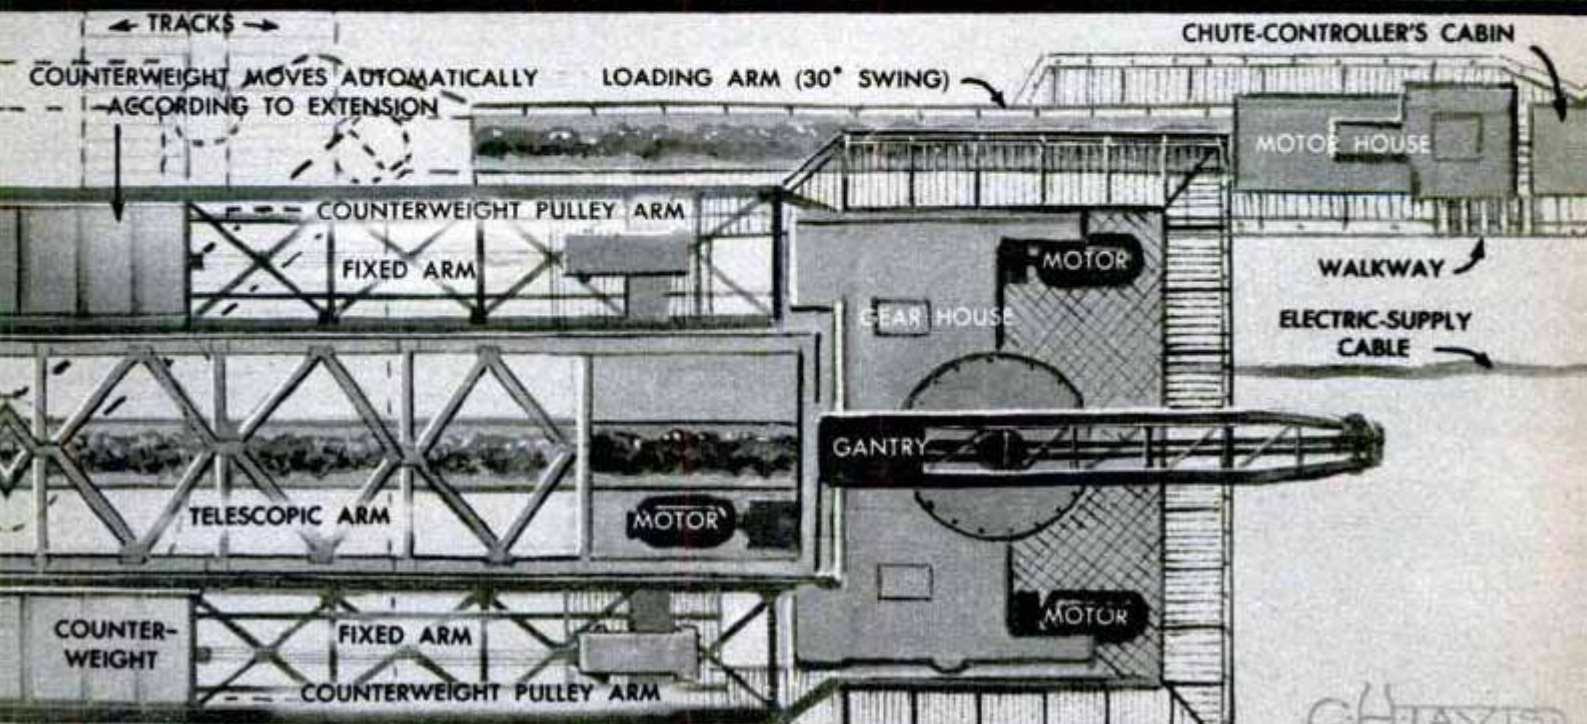 TRACKS
CHUTE-CONTROLLER'S CABIN
COUNTERWEIGHT MOVES AUTOMATICALLY
ACCORDING TO EXTENSION
LOADING ARM (30° SWING)
MOTOR HOUSE
COUNTERWEIGHT PULLEY ARM
FIXED ARM
MOTOR
WALKWAY
GEAR HOUSE
ELECTRIC-SUPPLY
CABLE
GANTRY
TELESCOPIC ARM
MOTOR
MOTOR
COUNTER-
WEIGHT
FIXED ARM
COUNTERWEIGHT PULLEY ARM